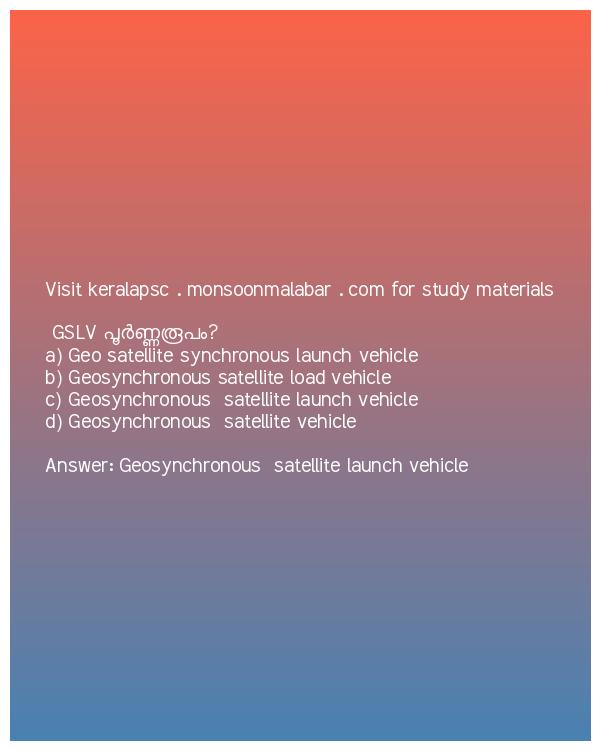 Visit keralapsc . monsoonmalabar . com for study materials
GSLV പൂർണ്ണരൂപം?
a) Geo satellite synchronous launch vehicle
b) Geosynchronous satellite load vehicle
c) Geosynchronous  satellite launch vehicle
d) Geosynchronous  satellite vehicle
Answer: Geosynchronous  satellite launch vehicle